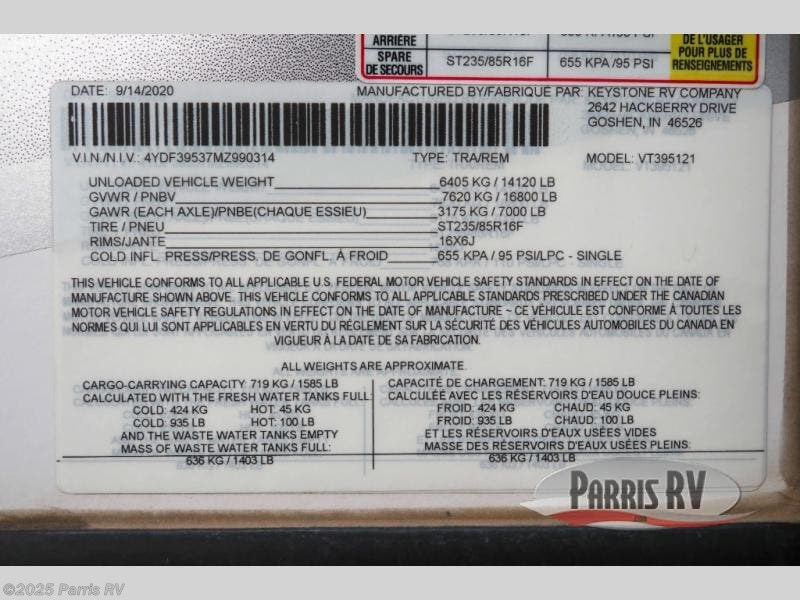 ARRIÈRE
SPARE
DE SECOURS
ST235/85R16F
655 KPA /95 PSI
DE L'USAGER
POUR PLUS DE
RENSEIGNEMENTS
DATE: 9/14/2020
MANUFACTURED BY/FABRIQUE PAR: KEYSTONE RV COMPANY
2642 HACKBERRY DRIVE
GOSHEN, IN 46526
V.I.N./N.I.V.: 4YDF39537MZ990314 TYPE: TRA/REM MODEL: VT395121
UNLOADED VEHICLE WEIGHT 6405 KG / 14120 LB
GVWR / PNBV 7620 KG / 16800 LB
GAWR (EACH AXLE)/PNBE(CHAQUE ESSIEU) 3175 KG / 7000 LB
TIRE / PNEU ST235/85R16F
RIMS/JANTE 16X6J
COLD INFL. PRESS/PRESS. DE GONFL. À FROID 655 KPA / 95 PSI/LPC - SINGLE
THIS VEHICLE CONFORMS TO ALL APPLICABLE U.S. FEDERAL MOTOR VEHICLE SAFETY STANDARDS IN EFFECT ON THE DATE OF
MANUFACTURE SHOWN ABOVE. THIS VEHICLE CONFORMS TO ALL APPLICABLE STANDARDS PRESCRIBED UNDER THE CANADIAN
MOTOR VEHICLE SAFETY REGULATIONS IN EFFECT ON THE DATE OF MANUFACTURE ~ CE VÉHICULE EST CONFORME À TOUTES LES
NORMES QUI LUI SONT APPLICABLES EN VERTU DU RÉGLEMENT SUR LA SÉCURITÉ DES VÉHICULES AUTOMOBILES DU CANADA EN
VIGUEUR À LA DATE DE SA FABRICATION.
ALL WEIGHTS ARE APPROXIMATE.
CARGO-CARRYING CAPACITY: 719 KG / 1585 LB
CALCULATED WITH THE FRESH WATER TANKS FULL:
COLD: 424 KG HOT: 45 KG
COLD: 935 LB HOT: 100 LB
AND THE WASTE WATER TANKS EMPTY
MASS OF WASTE WATER TANKS FULL:
636 KG / 1403 LB
CAPACITÉ DE CHARGEMENT: 719 KG / 1585 LB
CALCULÉE AVEC LES RÉSERVOIRS D'EAU DOUCE PLEINS:
FROID: 424 KG CHAUD: 45 KG
FROID: 935 LB CHAUD: 100 LB
ET LES RÉSERVOIRS D'EAUX USÉES VIDES
MASSE DES RÉSERVOIRS D'EAUX USÉES PLEINS:
636 KG / 1403 LB
PARRIS RV
©2025 Parris RV